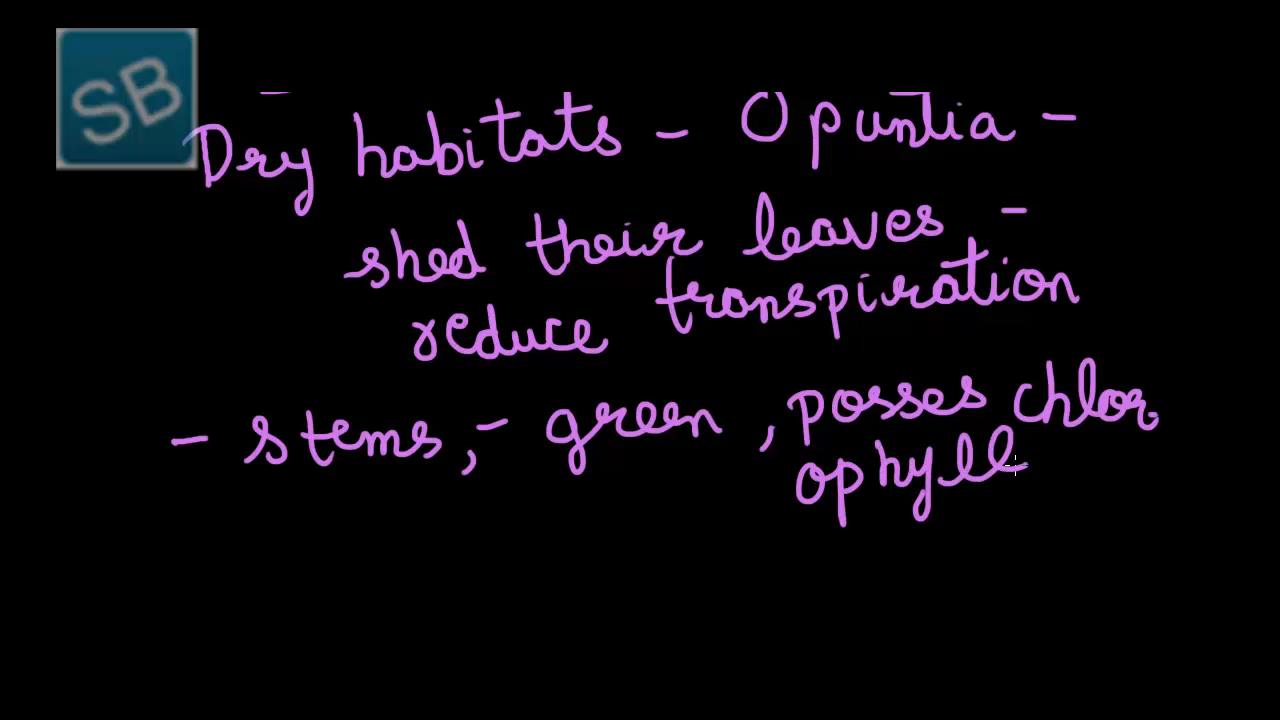 SB
Dry habitats - Opuntia -
shed their leaves -
reduce transpiration
- stems, - green, posses chlor
ophyll